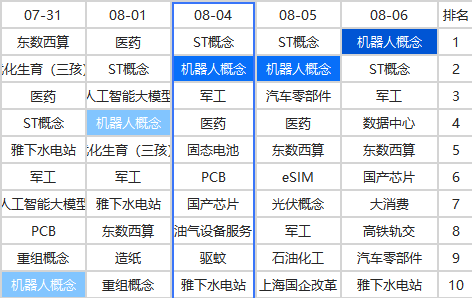 07-31 08-01 08-04 08-05 08-06 排名
东数西算 医药 ST概念 ST概念 机器人概念 1
化生育（三孩） ST概念 机器人概念 机器人概念 ST概念 2
医药 人工智能大模型 军工 汽车零部件 军工 3
ST概念 机器人概念 医药 医药 数据中心 4
雅下水电站 化生育（三孩） 固态电池 东数西算 东数西算 5
军工 军工 PCB eSIM 国产芯片 6
人工智能大模型 雅下水电站 国产芯片 光伏概念 大消费 7
PCB 东数西算 油气设备服务 军工 高铁轨交 8
重组概念 造纸 驱蚊 石油化工 汽车零部件 9
机器人概念 重组概念 雅下水电站 上海国企改革 雅下水电站 10